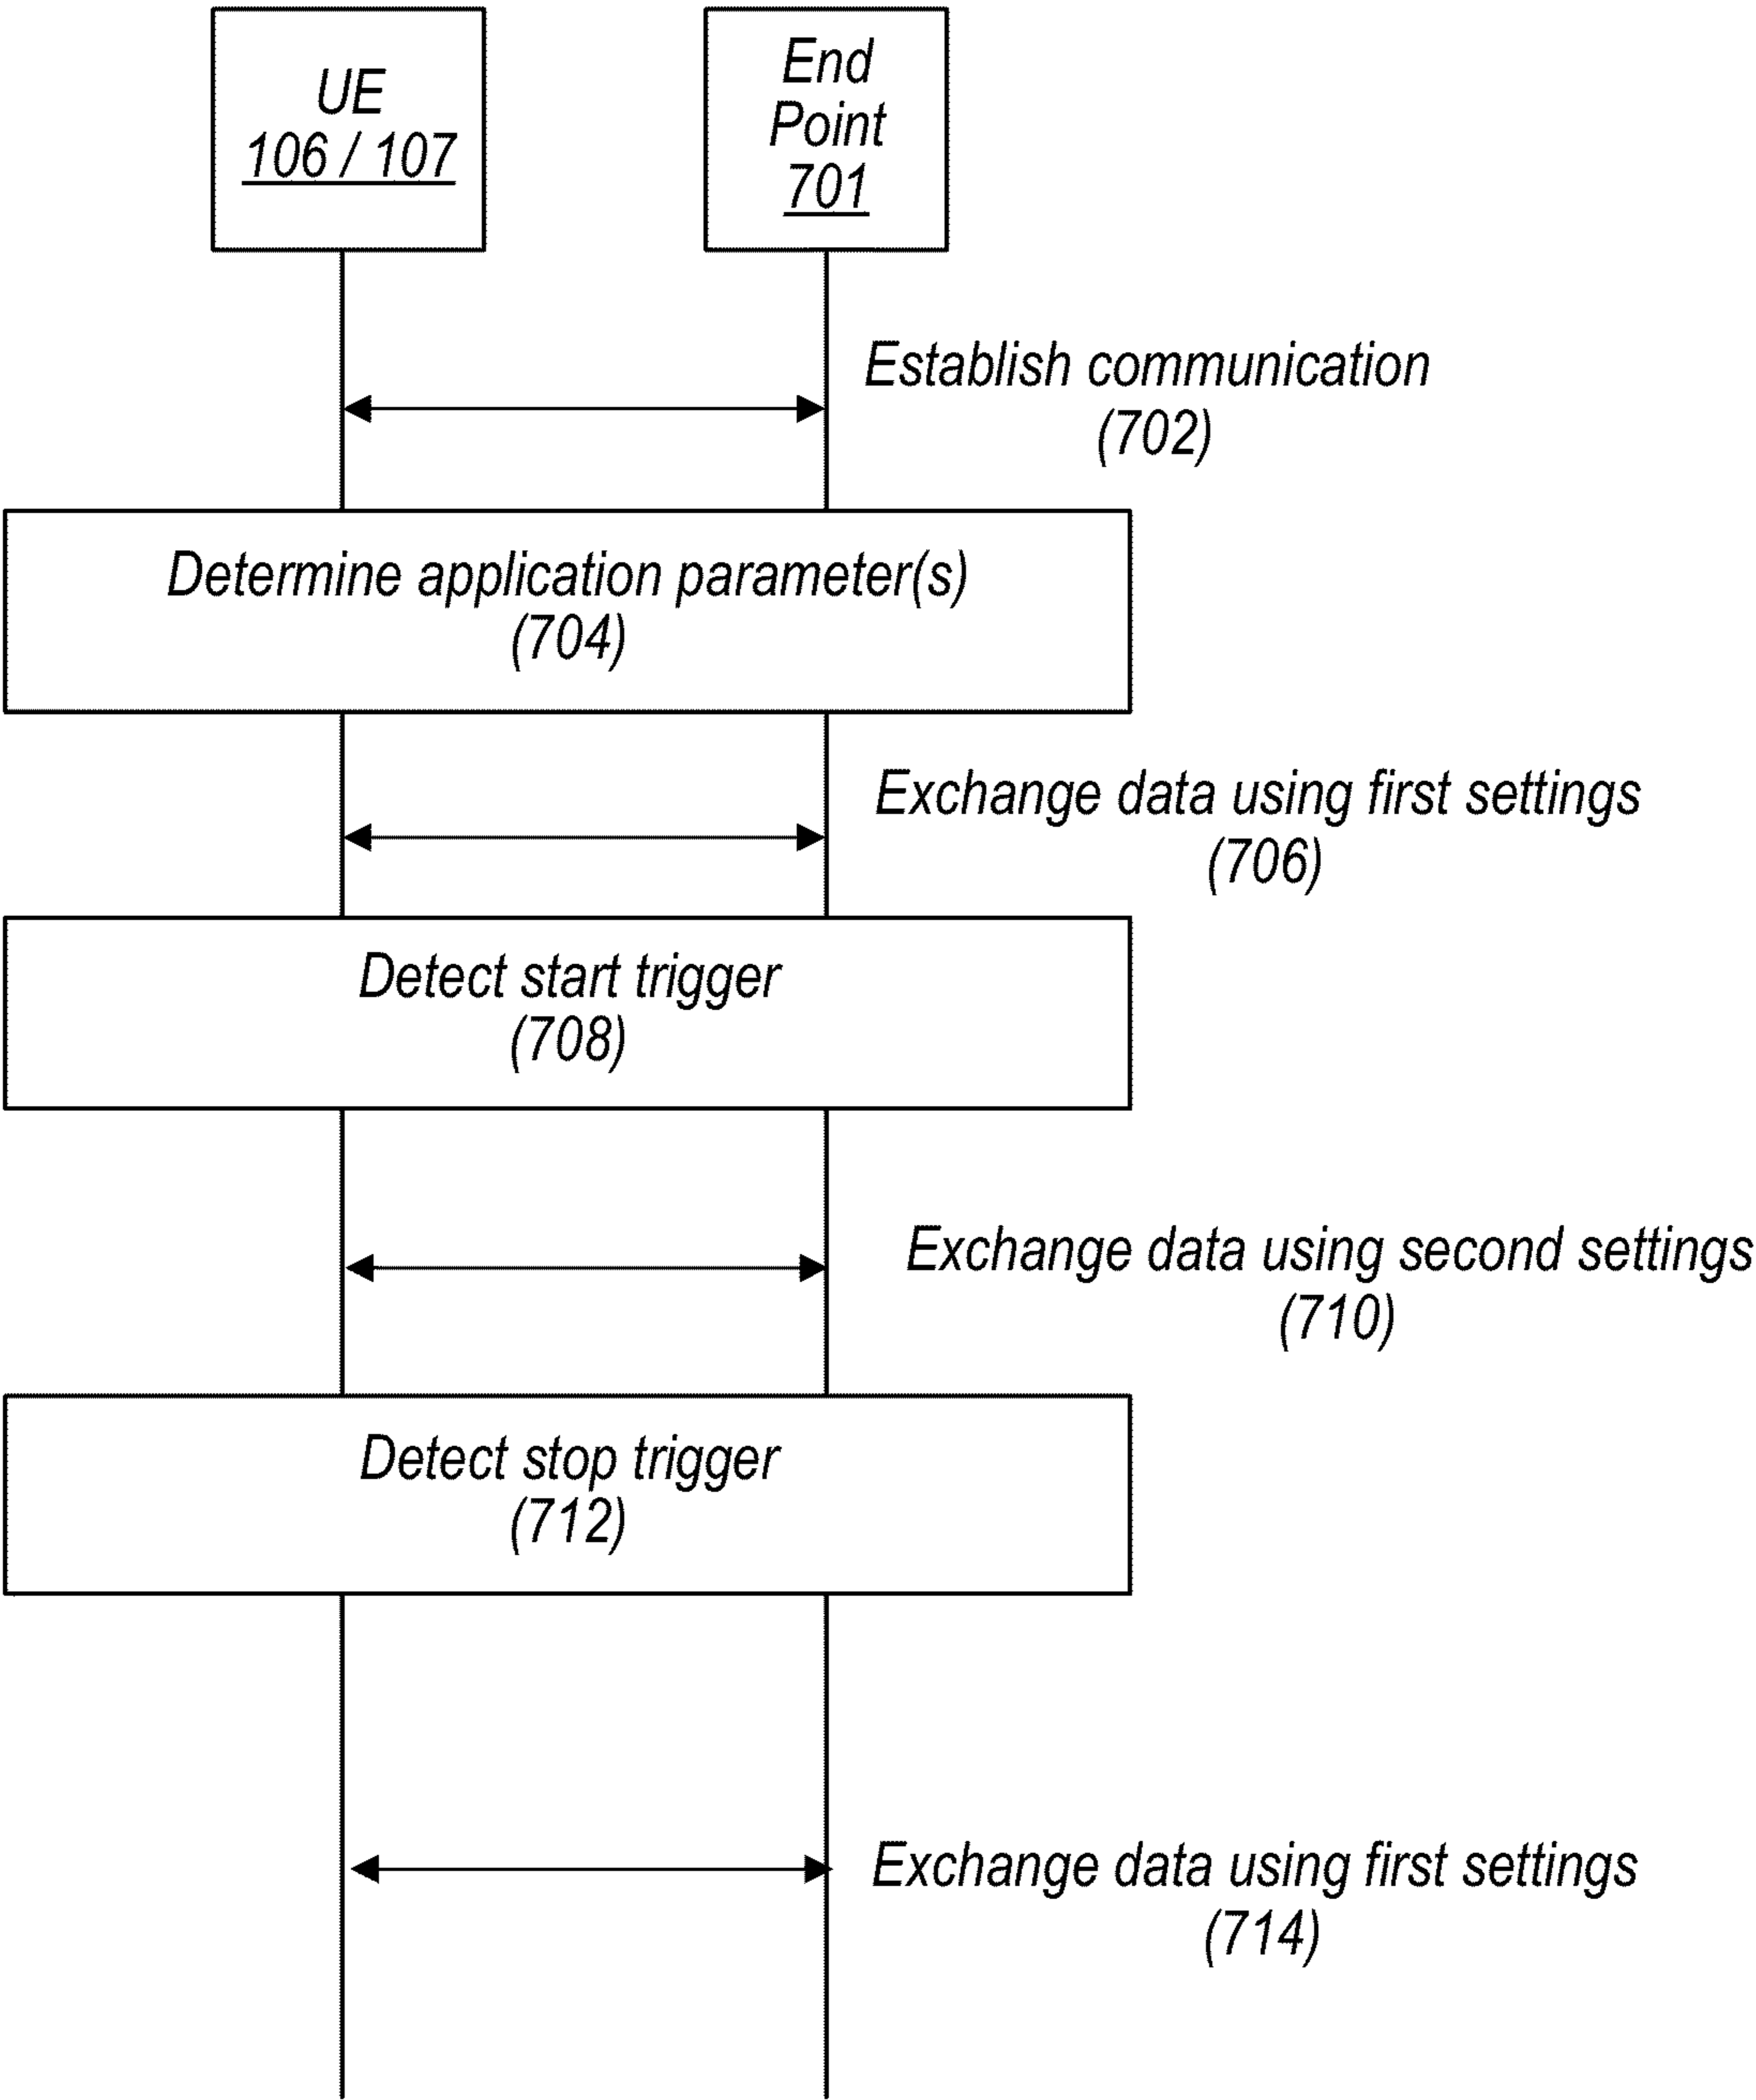 UE
106 / 107
End
Point
701
Establish communication
(702)
Determine application parameter(s)
(704)
Exchange data using first settings
(706)
Detect start trigger
(708)
Exchange data using second settings
(710)
Detect stop trigger
(712)
Exchange data using first settings
(714)